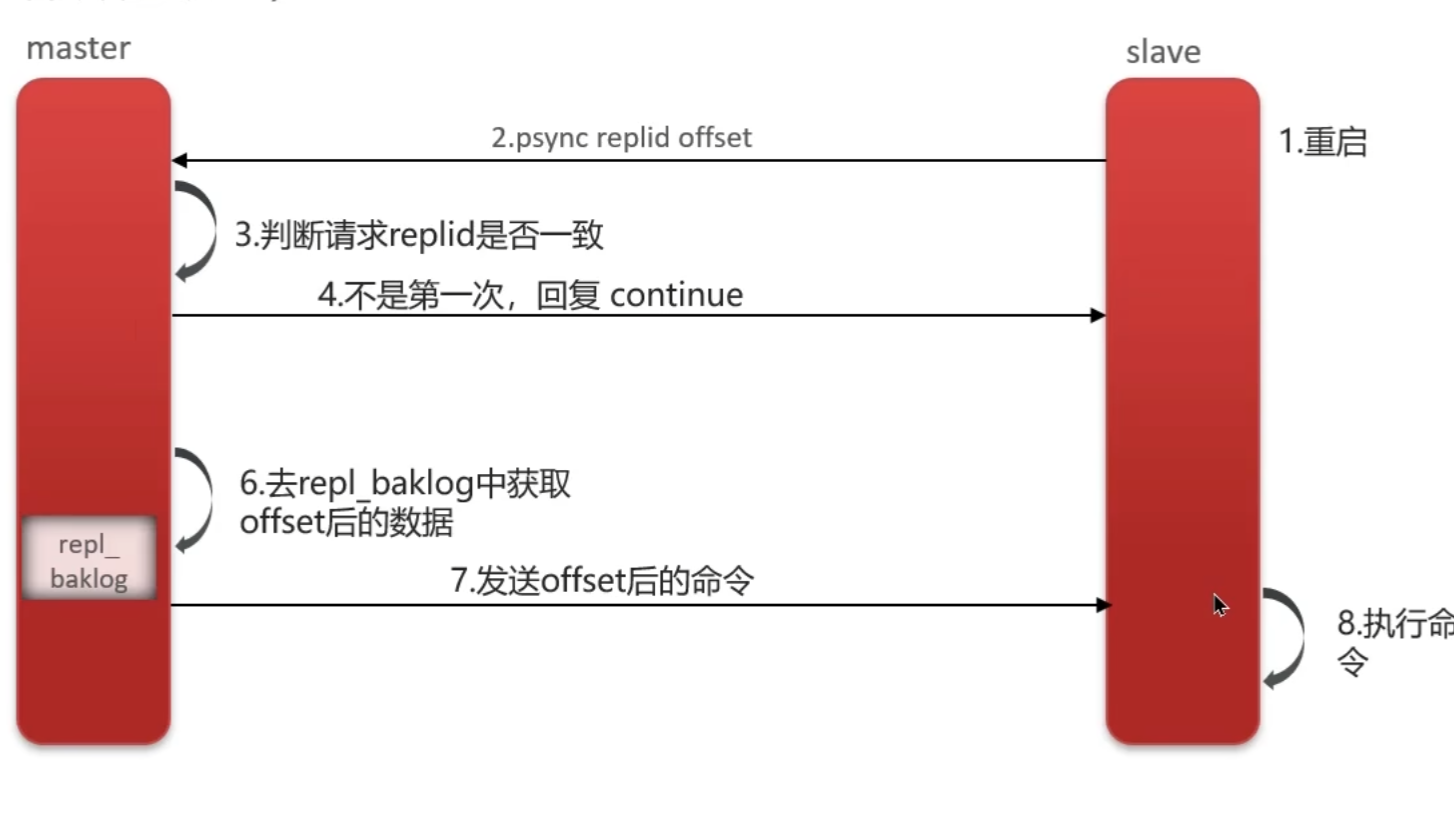 master
slave
2.psync replid offset
1.重启
3.判断请求replid是否一致
4.不是第一次，回复 continue
6.去repl_baklog中获取
offset后的数据
repl_
baklog
7.发送offset后的命令
8.执行命
令